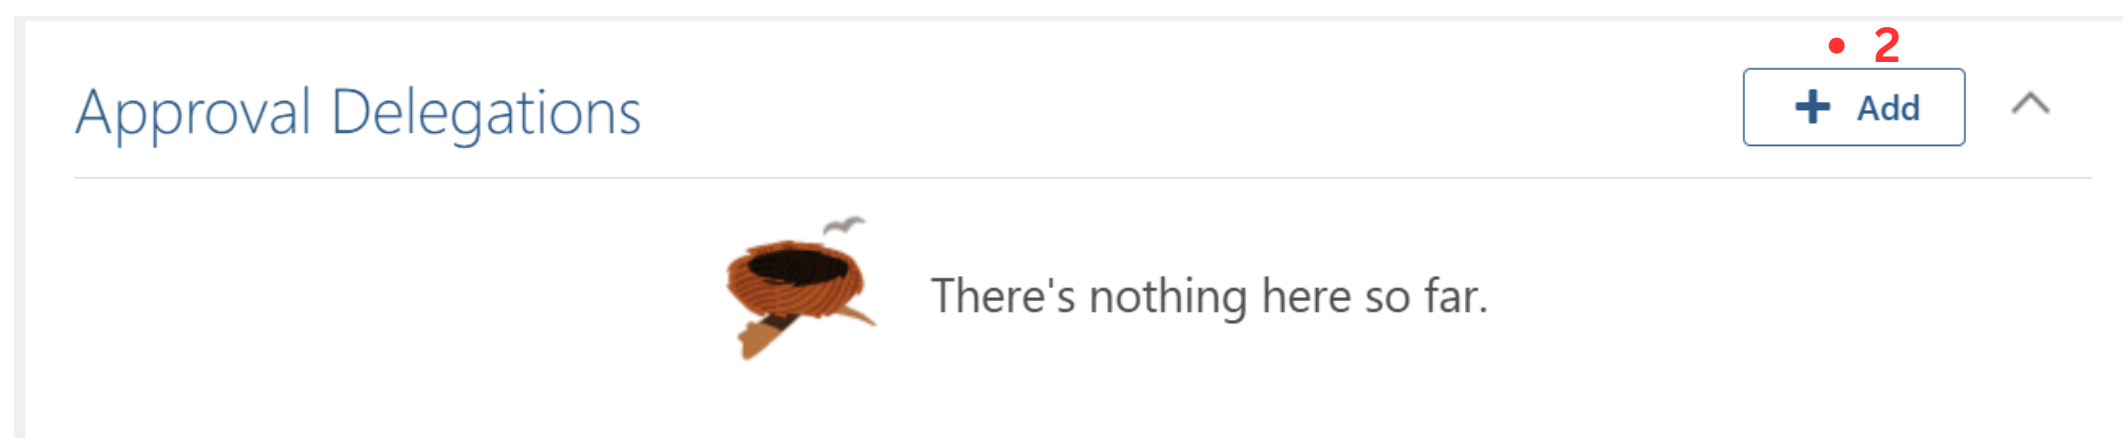 • 2
Approval Delegations
Add
There's nothing here so far.